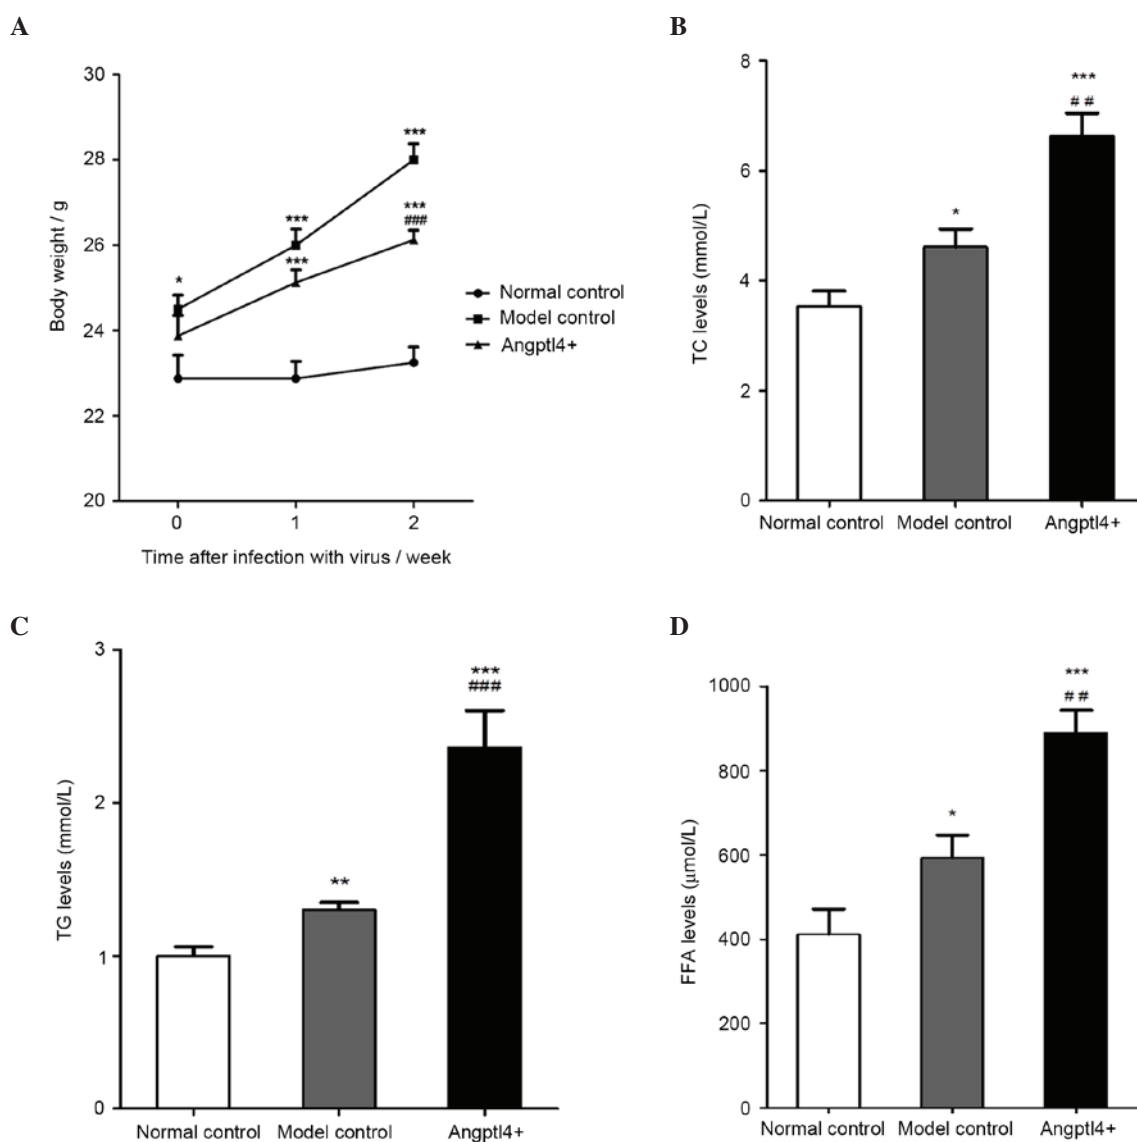 A
30
28
26
24
22
20
Body weight / g
*
***
***
***
***
###
0
1
2
Time after infection with virus / week
Normal control
Model control
Angptl4+
B
8
6
4
2
0
TC levels (mmol/L)
*
***
# #
Normal control
Model control
Angptl4+
C
3
2
1
0
TG levels (mmol/L)
**
***
###
Normal control
Model control
Angptl4+
D
1000
800
600
400
200
0
FFA levels (μmol/L)
*
***
# #
Normal control
Model control
Angptl4+